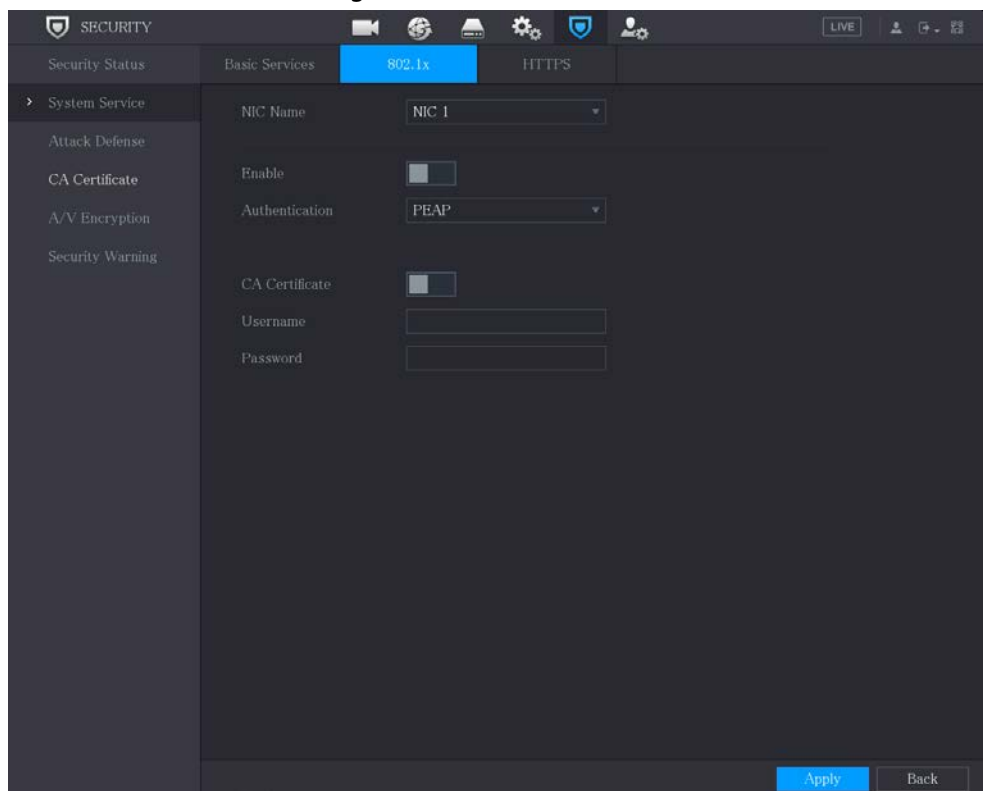 SECURITY
LIVE
Security Status
Basic Services 802.1x HTTPS
System Service
NIC Name NIC 1
Attack Defense
Enable
CA Certificate
Authentication PEAP
A/V Encryption
Security Warning
CA Certificate
Username
Password
Apply Back